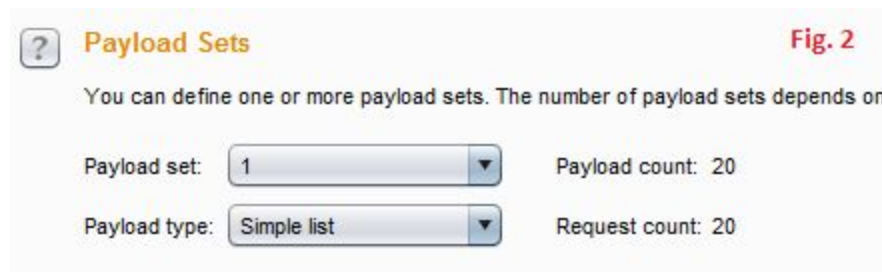 ? Payload Sets Fig. 2
You can define one or more payload sets. The number of payload sets depends on
Payload set: 1 Payload count: 20
Payload type: Simple list Request count: 20